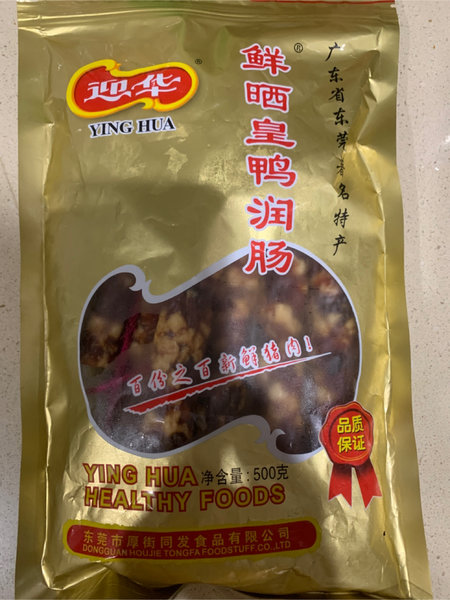 迎华
®
YING HUA
鲜晒皇鸭润肠
®
广东省东莞著名特产
百份之百新鲜猪肉!
品质
保证
YING HUA
净含量:500克
HEALTHY FOODS
东莞市厚街同发食品有限公司
DONGGUAN HOUJIE TONGFA FOODSTUFF CO.,LTD